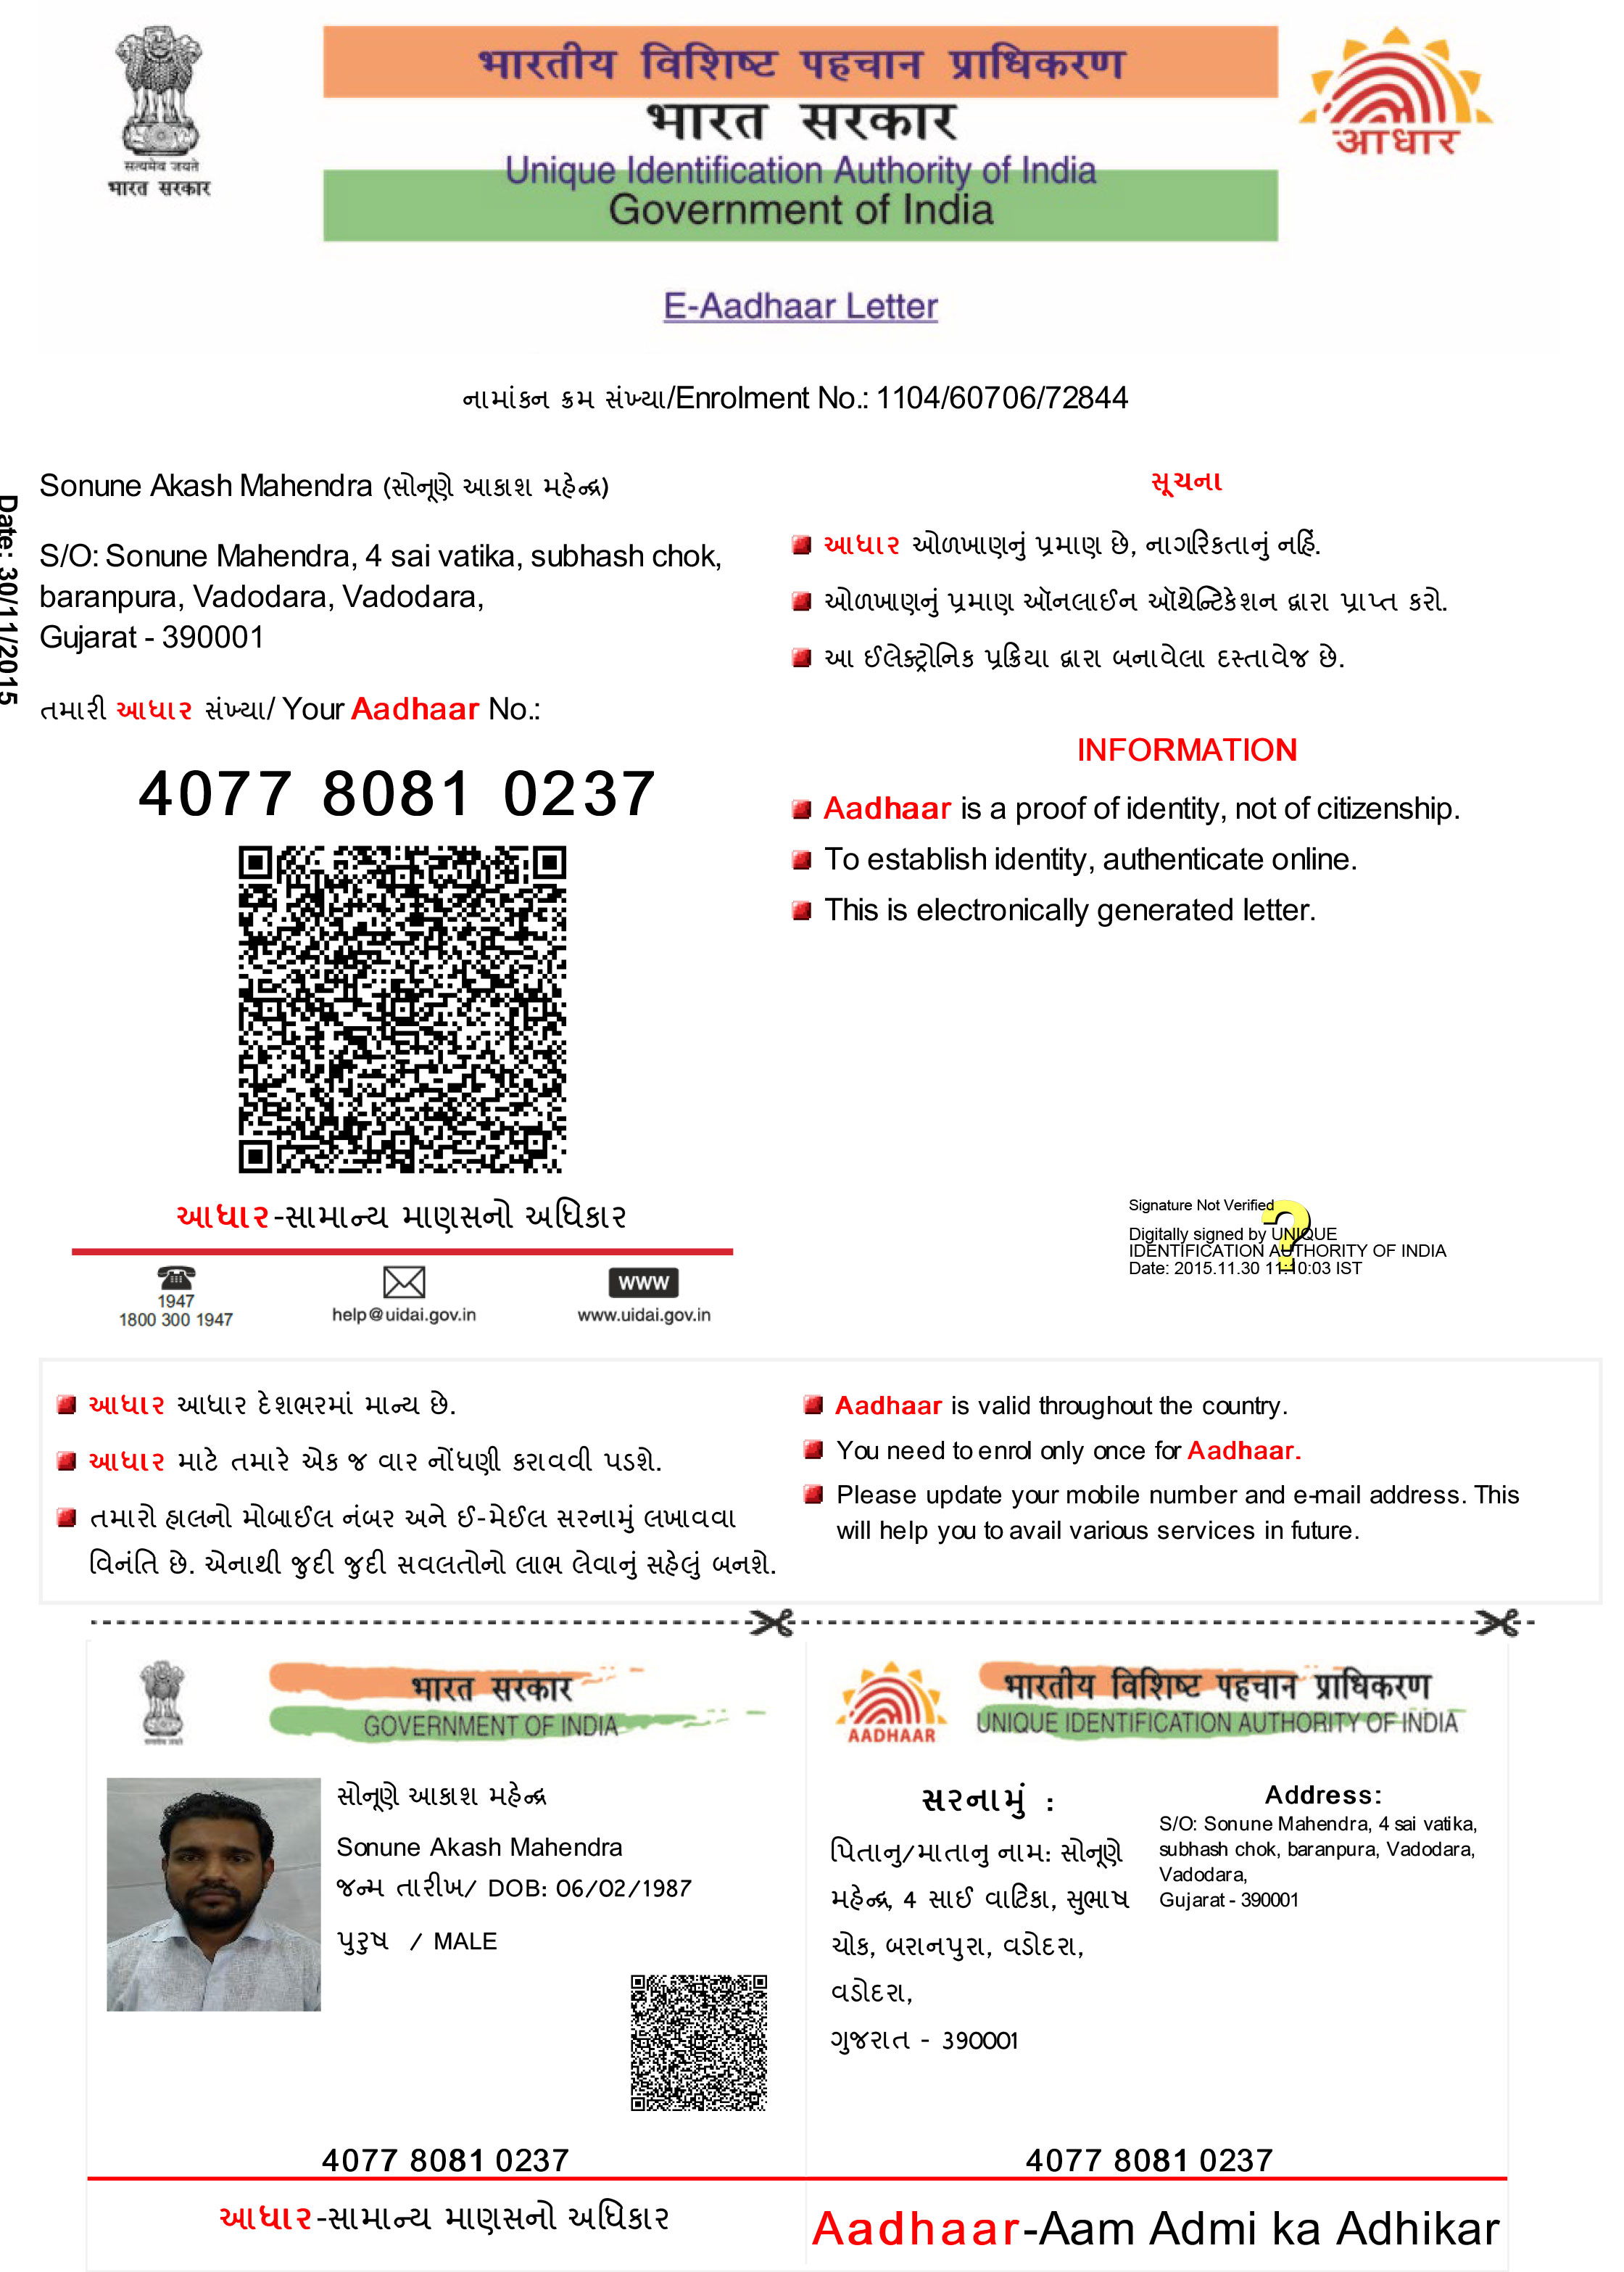 सत्यमेव जयते
भारत सरकार
भारतीय विशिष्ट पहचान प्राधिकरण
भारत सरकार
Unique Identification Authority of India
Government of India
आधार
E-Aadhaar Letter
નામાંકન ક્રમ સંખ્યા/Enrolment No.: 1104/60706/72844
Date: 30/11/2015
Sonune Akash Mahendra (સોનૂણે આકાશ મહેન્દ્ર)
S/O: Sonune Mahendra, 4 sai vatika, subhash chok,
baranpura, Vadodara, Vadodara,
Gujarat - 390001
તમારી આધાર સંખ્યા/ Your Aadhaar No.:
4077 8081 0237
આધાર-સામાન્ય માણસનો અધિકાર
1947
1800 300 1947
help@uidai.gov.in
www
www.uidai.gov.in
સૂચના
આધાર ઓળખાણનું પ્રમાણ છે, નાગરિકતાનું નહિં.
ઓળખાણનું પ્રમાણ ઑનલાઈન ઑથેન્ટિકેશન દ્વારા પ્રાપ્ત કરો.
આ ઈલેક્ટ્રોનિક પ્રક્રિયા દ્વારા બનાવેલા દસ્તાવેજ છે.
INFORMATION
Aadhaar is a proof of identity, not of citizenship.
To establish identity, authenticate online.
This is electronically generated letter.
Signature Not Verified
Digitally signed by UNIQUE
IDENTIFICATION AUTHORITY OF INDIA
Date: 2015.11.30 11:10:03 IST
આધાર આધાર દેશભરમાં માન્ય છે.
આધાર માટે તમારે એક જ વાર નોંધણી કરાવવી પડશે.
તમારો હાલનો મોબાઈલ નંબર અને ઈ-મેઈલ સરનામું લખાવવા
વિનંતિ છે. એનાથી જુદી જુદી સવલતોનો લાભ લેવાનું સહેલું બનશે.
Aadhaar is valid throughout the country.
You need to enrol only once for Aadhaar.
Please update your mobile number and e-mail address. This
will help you to avail various services in future.
भारत सरकार
GOVERNMENT OF INDIA
સોનૂણે આકાશ મહેન્દ્ર
Sonune Akash Mahendra
જન્મ તારીખ/ DOB: 06/02/1987
પુરુષ / MALE
4077 8081 0237
આધાર-સામાન્ય માણસનો અધિકાર
AADHAAR
भारतीय विशिष्ट पहचान प्राधिकरण
UNIQUE IDENTIFICATION AUTHORITY OF INDIA
સરનામું :
પિતાનુ/માતાનુ નામ: સોનૂણે
મહેન્દ્ર, 4 સાઈ વાટિકા, સુભાષ
ચોક, બરાનપુરા, વડોદરા,
વડોદરા,
ગુજરાત - 390001
Address:
S/O: Sonune Mahendra, 4 sai vatika,
subhash chok, baranpura, Vadodara,
Vadodara,
Gujarat - 390001
4077 8081 0237
Aadhaar-Aam Admi ka Adhikar